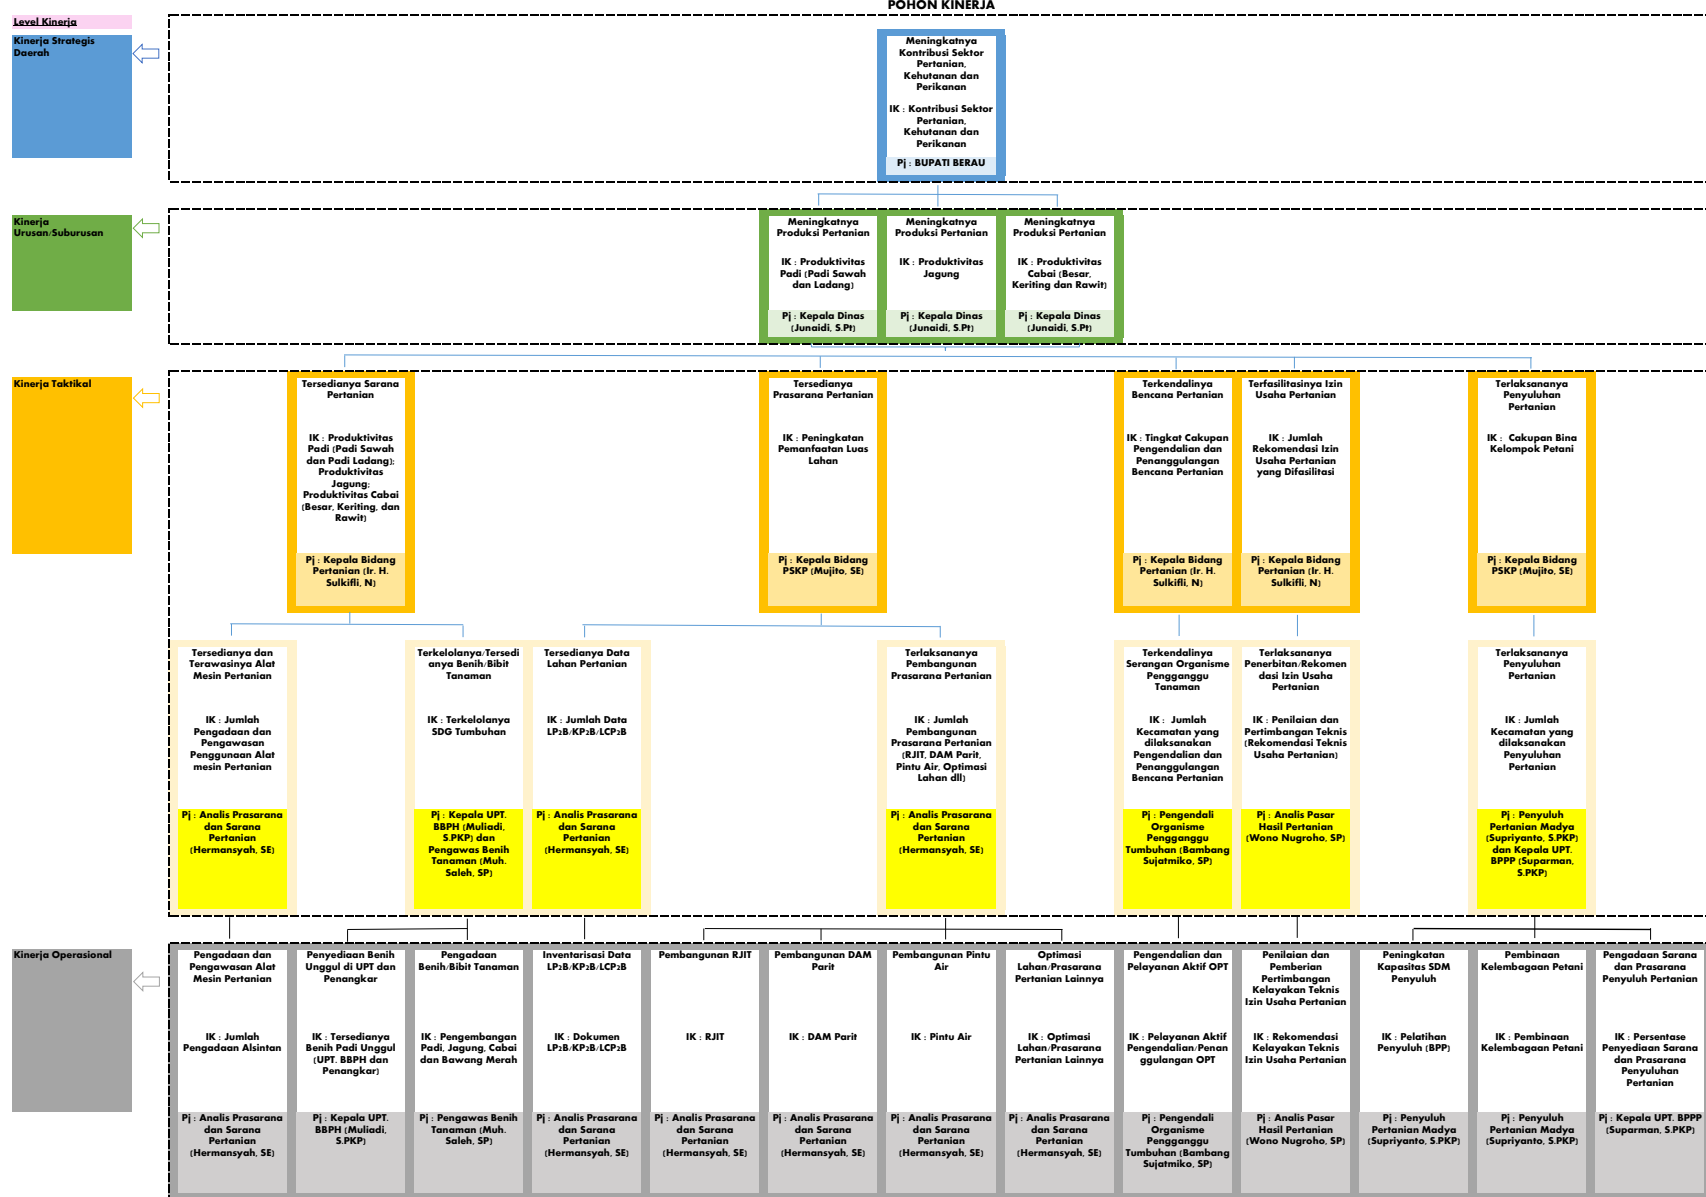 POHON KINERJA
Level Kinerja
Kinerja Strategis
Daerah
Meningkatnya
Kontribusi Sektor
Pertanian,
Kehutanan dan
Perikanan
IK : Kontribusi Sektor
Pertanian,
Kehutanan dan
Perikanan
Pj : BUPATI BERAU
Kinerja
Urusan/Suburusan
Meningkatnya
Produksi Pertanian
IK : Produktivitas
Padi (Padi Sawah
dan Ladang)
Pj : Kepala Dinas
(Junaidi, S.Pt)
Meningkatnya
Produksi Pertanian
IK : Produktivitas
Jagung
Pj : Kepala Dinas
(Junaidi, S.Pt)
Meningkatnya
Produksi Pertanian
IK : Produktivitas
Cabai (Besar,
Keriting dan Rawit)
Pj : Kepala Dinas
(Junaidi, S.Pt)
Kinerja Taktikal
Tersedianya Sarana
Pertanian
IK : Produktivitas
Padi (Padi Sawah
dan Padi Ladang);
Produktivitas
Jagung;
Produktivitas Cabai
(Besar, Keriting, dan
Rawit)
Pj : Kepala Bidang
Pertanian (Ir. H.
Sulkifli, N)
Tersedianya
Prasarana Pertanian
IK : Peningkatan
Pemanfaatan Luas
Lahan
Pj : Kepala Bidang
PSKP (Mujito, SE)
Terkendalinya
Bencana Pertanian
IK : Tingkat Cakupan
Pengendalian dan
Penanggulangan
Bencana Pertanian
Pj : Kepala Bidang
Pertanian (Ir. H.
Sulkifli, N)
Terfasilitasinya Izin
Usaha Pertanian
IK : Jumlah
Rekomendasi Izin
Usaha Pertanian
yang Difasilitasi
Pj : Kepala Bidang
Pertanian (Ir. H.
Sulkifli, N)
Terlaksananya
Penyuluhan
Pertanian
IK :  Cakupan Bina
Kelompok Petani
Pj : Kepala Bidang
PSKP (Mujito, SE)
Tersedianya dan
Terawasinya Alat
Mesin Pertanian
IK : Jumlah
Pengadaan dan
Pengawasan
Penggunaan Alat
mesin Pertanian
Pj : Analis Prasarana
dan Sarana
Pertanian
(Hermansyah, SE)
Terkelolanya/Tersedi
anya Benih/Bibit
Tanaman
IK : Terkelolanya
SDG Tumbuhan
Pj : Kepala UPT.
BBPH (Muliadi,
S.PKP) dan
Pengawas Benih
Tanaman (Muh.
Saleh, SP)
Tersedianya Data
Lahan Pertanian
IK : Jumlah Data
LP2B/KP2B/LCP2B
Pj : Analis Prasarana
dan Sarana
Pertanian
(Hermansyah, SE)
Terlaksananya
Pembangunan
Prasarana Pertanian
IK : Jumlah
Pembangunan
Prasarana Pertanian
(RJIT, DAM Parit,
Pintu Air, Optimasi
Lahan dll)
Pj : Analis Prasarana
dan Sarana
Pertanian
(Hermansyah, SE)
Terkendalinya
Serangan Organisme
Pengganggu
Tanaman
IK :  Jumlah
Kecamatan yang
dilaksanakan
Pengendalian dan
Penanggulangan
Bencana Pertanian
Pj : Pengendali
Organisme
Pengganggu
Tumbuhan (Bambang
Sujatmiko, SP)
Terlaksananya
Penerbitan/Rekomen
dasi Izin Usaha
Pertanian
IK : Penilaian dan
Pertimbangan Teknis
(Rekomendasi Teknis
Usaha Pertanian)
Pj : Analis Pasar
Hasil Pertanian
(Wono Nugroho, SP)
Terlaksananya
Penyuluhan
Pertanian
IK : Jumlah
Kecamatan yang
dilaksanakan
Penyuluhan
Pertanian
Pj : Penyuluh
Pertanian Madya
(Supriyanto, S.PKP)
dan Kepala UPT.
BPPP (Suparman,
S.PKP)
Kinerja Operasional
Pengadaan dan
Pengawasan Alat
Mesin Pertanian
IK : Jumlah
Pengadaan Alsintan
Pj : Analis Prasarana
dan Sarana
Pertanian
(Hermansyah, SE)
Penyediaan Benih
Unggul di UPT dan
Penangkar
IK : Tersedianya
Benih Padi Unggul
(UPT. BBPH dan
Penangkar)
Pj : Kepala UPT.
BBPH (Muliadi,
S.PKP)
Pengadaan
Benih/Bibit Tanaman
IK : Pengembangan
Padi, Jagung, Cabai
dan Bawang Merah
Pj : Pengawas Benih
Tanaman (Muh.
Saleh, SP)
Inventarisasi Data
LP2B/KP2B/LCP2B
IK : Dokumen
LP2B/KP2B/LCP2B
Pj : Analis Prasarana
dan Sarana
Pertanian
(Hermansyah, SE)
Pembangunan RJIT
IK : RJIT
Pj : Analis Prasarana
dan Sarana
Pertanian
(Hermansyah, SE)
Pembangunan DAM
Parit
IK : DAM Parit
Pj : Analis Prasarana
dan Sarana
Pertanian
(Hermansyah, SE)
Pembangunan Pintu
Air
IK : Pintu Air
Pj : Analis Prasarana
dan Sarana
Pertanian
(Hermansyah, SE)
Optimasi
Lahan/Prasarana
Pertanian Lainnya
IK : Optimasi
Lahan/Prasarana
Pertanian Lainnya
Pj : Analis Prasarana
dan Sarana
Pertanian
(Hermansyah, SE)
Pengendalian dan
Pelayanan Aktif OPT
IK : Pelayanan Aktif
Pengendalian/Penan
ggulangan OPT
Pj : Pengendali
Organisme
Pengganggu
Tumbuhan (Bambang
Sujatmiko, SP)
Penilaian dan
Pemberian
Pertimbangan
Kelayakan Teknis
Izin Usaha Pertanian
IK : Rekomendasi
Kelayakan Teknis
Izin Usaha Pertanian
Pj : Analis Pasar
Hasil Pertanian
(Wono Nugroho, SP)
Peningkatan
Kapasitas SDM
Penyuluh
IK : Pelatihan
Penyuluh (BPP)
Pj : Penyuluh
Pertanian Madya
(Supriyanto, S.PKP)
Pembinaan
Kelembagaan Petani
IK : Pembinaan
Kelembagaan Petani
Pj : Penyuluh
Pertanian Madya
(Supriyanto, S.PKP)
Pengadaan Sarana
dan Prasarana
Penyuluh Pertanian
IK : Persentase
Penyediaan Sarana
dan Prasarana
Penyuluhan
Pertanian
Pj : Kepala UPT. BPPP
(Suparman, S.PKP)